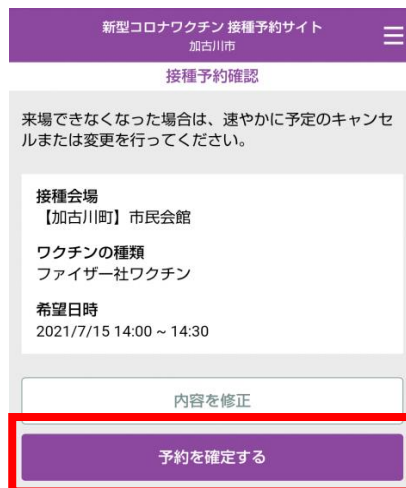 新型コロナワクチン 接種予約サイト
加古川市
接種予約確認
来場できなくなった場合は、速やかに予定のキャンセ
ルまたは変更を行ってください。
接種会場
【加古川町】市民会館
ワクチンの種類
ファイザー社ワクチン
希望日時
2021/7/15 14:00 ~ 14:30
内容を修正
予約を確定する